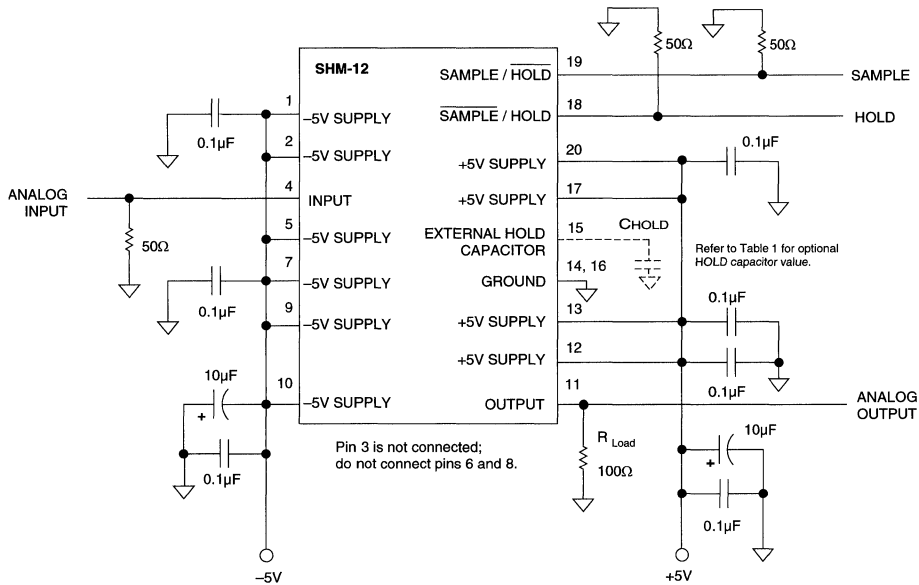 50Ω
50Ω
SHM-12
SAMPLE / HOLD
19
SAMPLE
SAMPLE / HOLD
18
HOLD
1
–5V SUPPLY
0.1µF
2
–5V SUPPLY
+5V SUPPLY
20
0.1µF
ANALOG
INPUT
4
INPUT
+5V SUPPLY
17
50Ω
5
–5V SUPPLY
EXTERNAL HOLD
CAPACITOR
15
CHOLD
Refer to Table 1 for optional
HOLD capacitor value.
7
–5V SUPPLY
0.1µF
GROUND
14, 16
9
–5V SUPPLY
+5V SUPPLY
13
0.1µF
+5V SUPPLY
12
0.1µF
10µF
+
10
–5V SUPPLY
OUTPUT
11
ANALOG
OUTPUT
0.1µF
Pin 3 is not connected;
do not connect pins 6 and 8.
R Load
100Ω
10µF
+
0.1µF
–5V
+5V